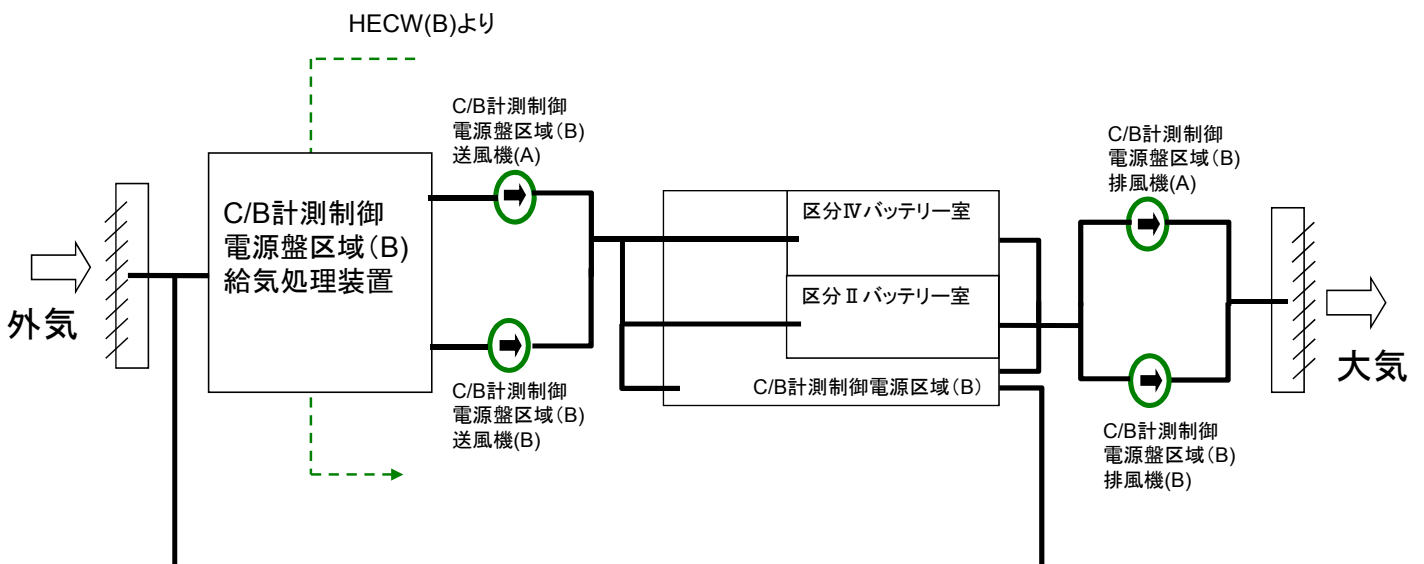 HECW(B)より
C/B計測制御
電源盤区域(B)
送風機(A)
C/B計測制御
電源盤区域(B)
排風機(A)
C/B計測制御
電源盤区域(B)
給気処理装置
区分Ⅳバッテリー室
区分Ⅱバッテリー室
外気
大気
C/B計測制御電源区域(B)
C/B計測制御
電源盤区域(B)
送風機(B)
C/B計測制御
電源盤区域(B)
排風機(B)